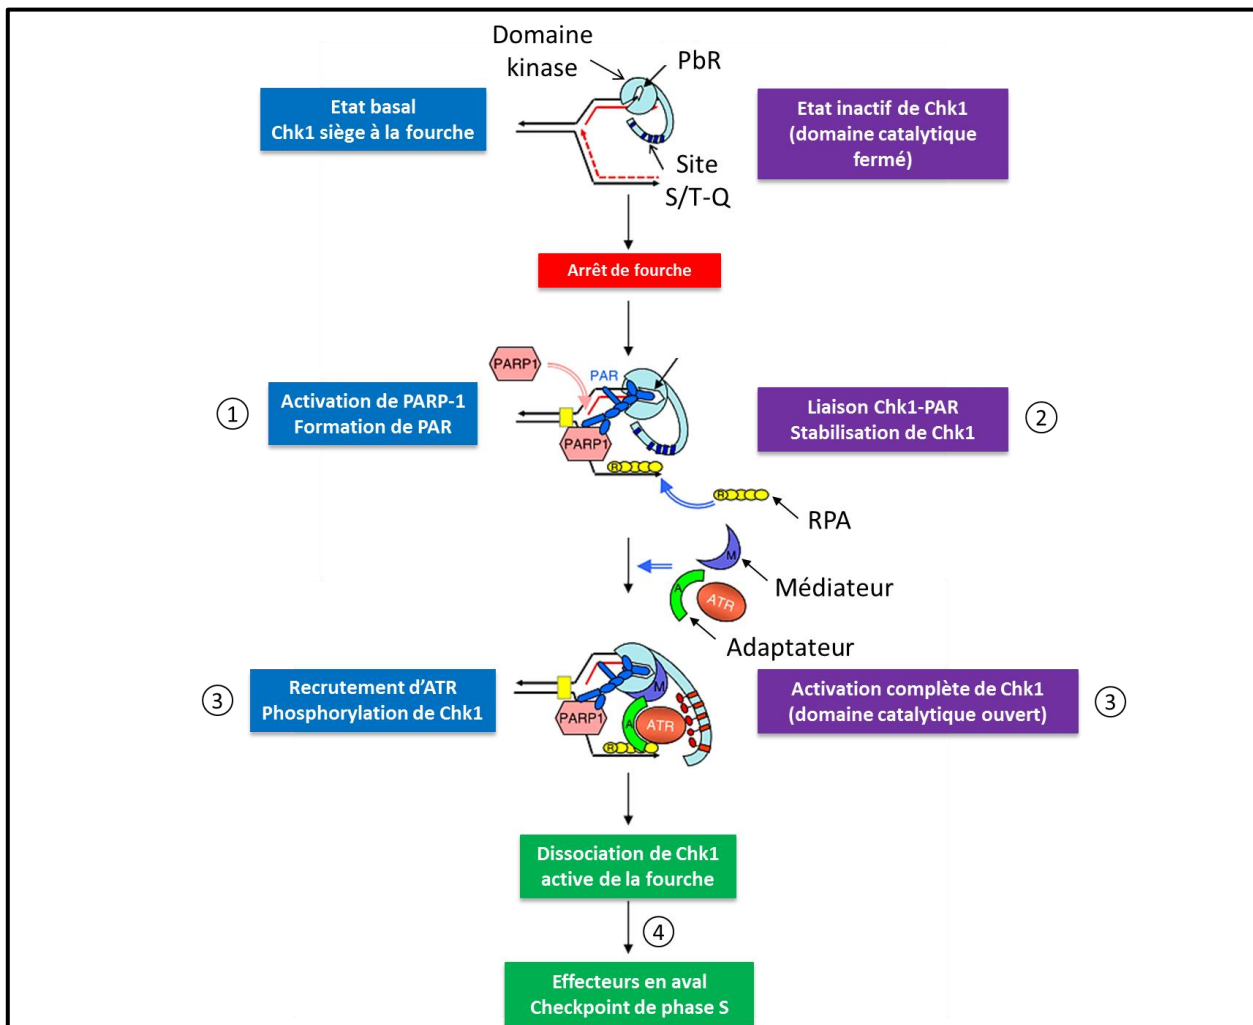 Domaine
kinase
PbR
Etat basal
Chk1 siège à la fourche
Etat inactif de Chk1
(domaine catalytique
fermé)
Site
S/T-Q
Arrêt de fourche
PARP1
PAR
1
Activation de PARP-1
Formation de PAR
PARP1
Liaison Chk1-PAR
Stabilisation de Chk1
2
R
R
RPA
M
Médiateur
A
ATR
Adaptateur
3
Recrutement d’ATR
Phosphorylation de Chk1
M
PARP1
A
ATR
R
Activation complète de Chk1
(domaine catalytique ouvert)
3
Dissociation de Chk1
active de la fourche
4
Effecteurs en aval
Checkpoint de phase S